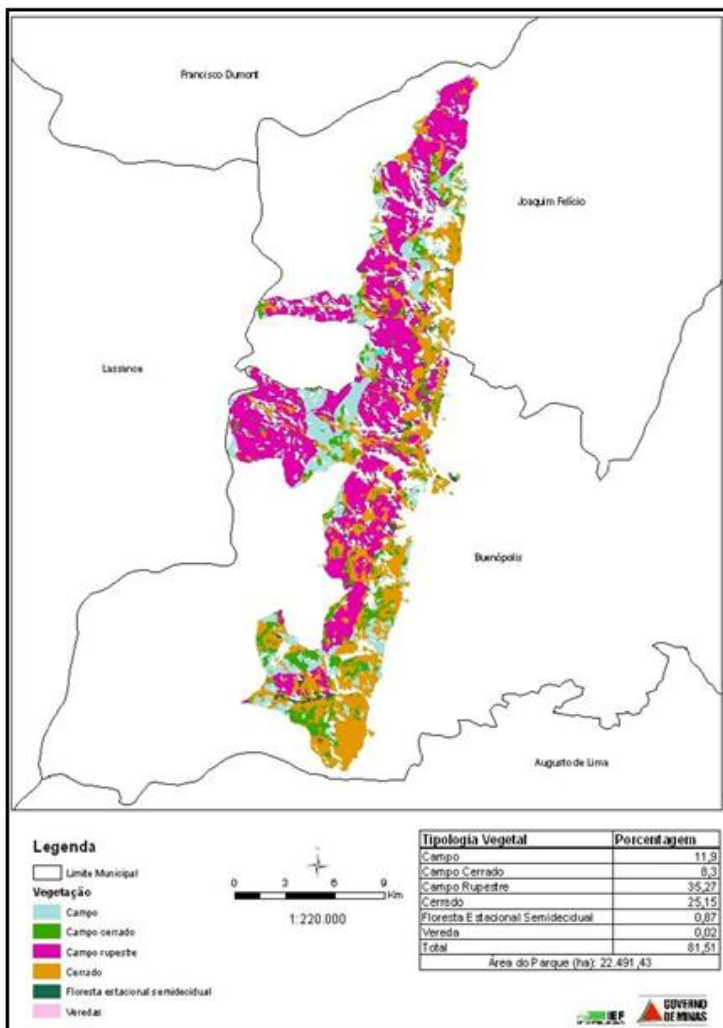 Francisco Dumont
Joaquim Felício
Lassance
Buenópolis
Augusto de Lima
Legenda
Limite Municipal
Vegetação
Campo
Campo cerrado
Campo rupestre
Cerrado
Floresta estacional semidecidual
Veredas
0 3 6 9
Km
1:220.000
Tipologia Vegetal Porcentagem
Campo 11,9
Campo Cerrado 8,3
Campo Rupestre 35,27
Cerrado 25,15
Floresta Estacional Semidecidual 0,87
Vereda 0,02
Total 81,51
Área do Parque (ha): 22.491,43
IEF
GOVERNO
DE MINAS